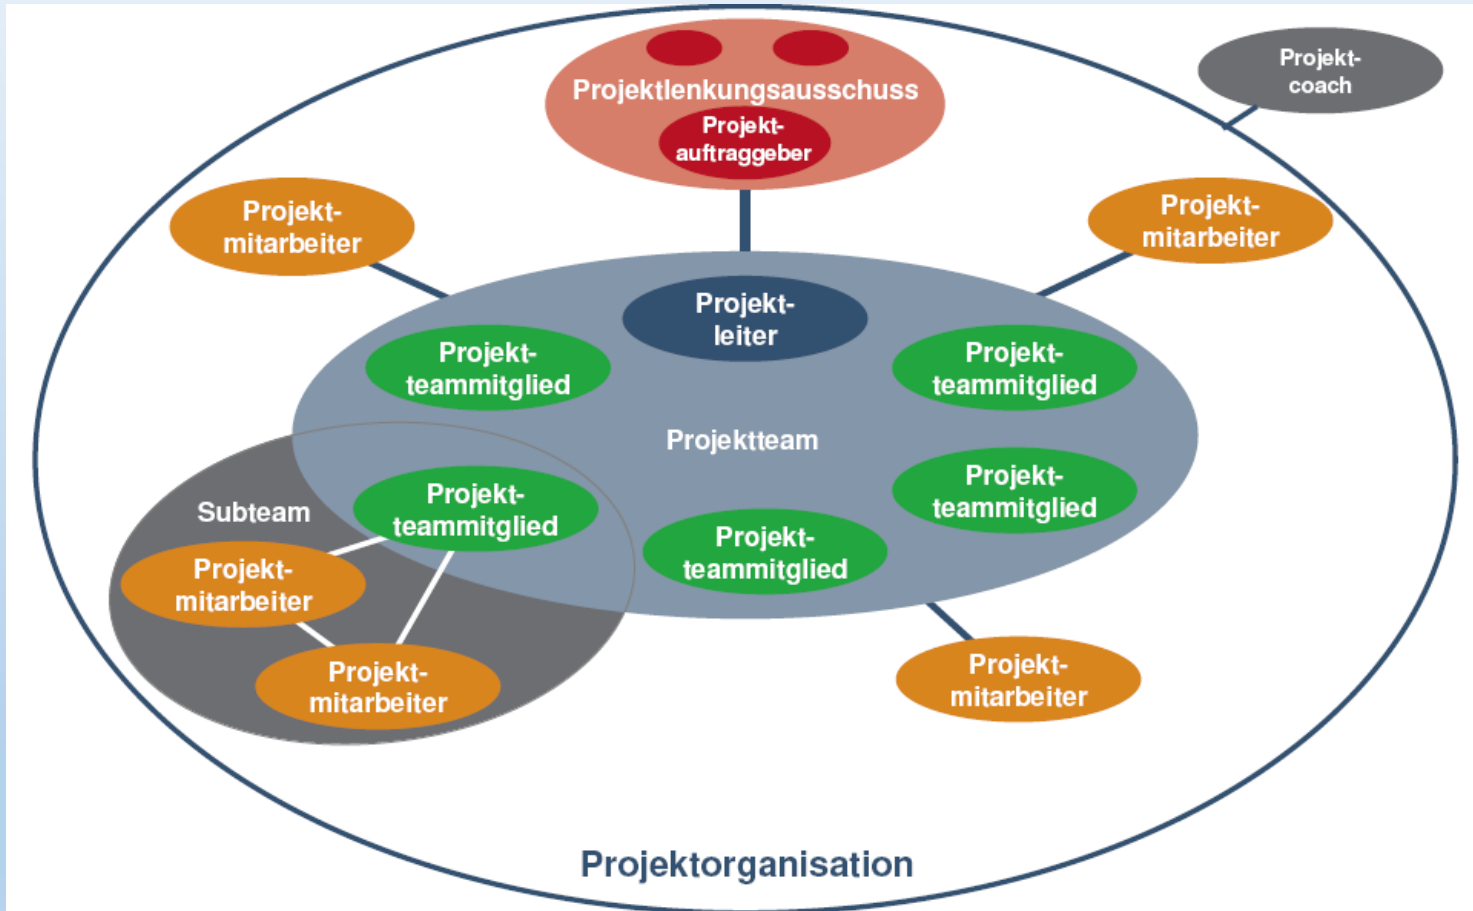 Projekt-
coach
Projektlenkungsausschuss
Projekt-
auftraggeber
Projekt-
mitarbeiter
Projekt-
mitarbeiter
Projekt-
leiter
Projekt-
teammitglied
Projekt-
teammitglied
Projektteam
Projekt-
teammitglied
Projekt-
teammitglied
Subteam
Projekt-
teammitglied
Projekt-
mitarbeiter
Projekt-
mitarbeiter
Projekt-
mitarbeiter
Projektorganisation